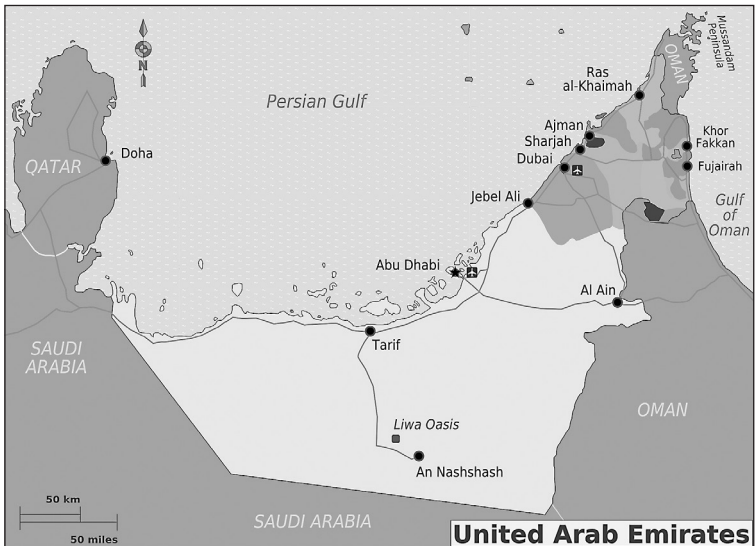 Mussandam
Peninsula
OMAN
Ras
al-Khaimah
N
Persian Gulf
Ajman
Sharjah
Dubai
Khor
Fakkan
Fujairah
Doha
QATAR
Jebel Ali
Gulf
of
Oman
Abu Dhabi
Al Ain
SAUDI
ARABIA
Tarif
OMAN
Liwa Oasis
An Nashshash
50 km
50 miles
SAUDI ARABIA
United Arab Emirates